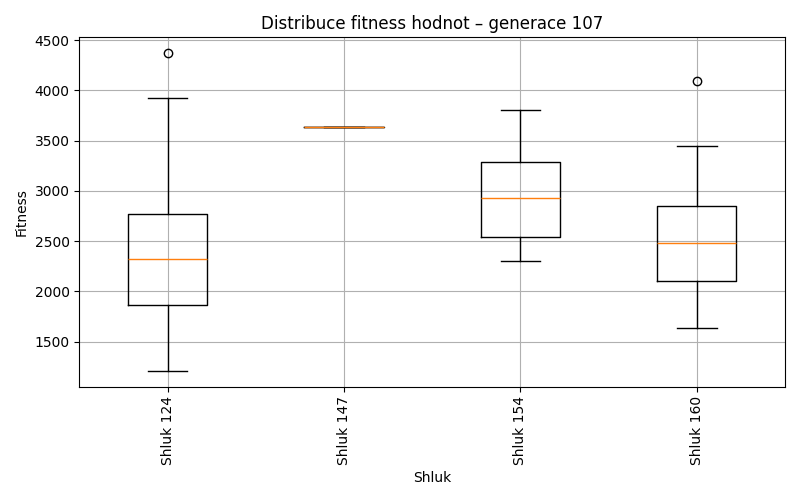 Distribuce fitness hodnot – generace 107
4500
4000
3500
3000
2500
2000
1500
Fitness
Shluk 124
Shluk 147
Shluk 154
Shluk 160
Shluk